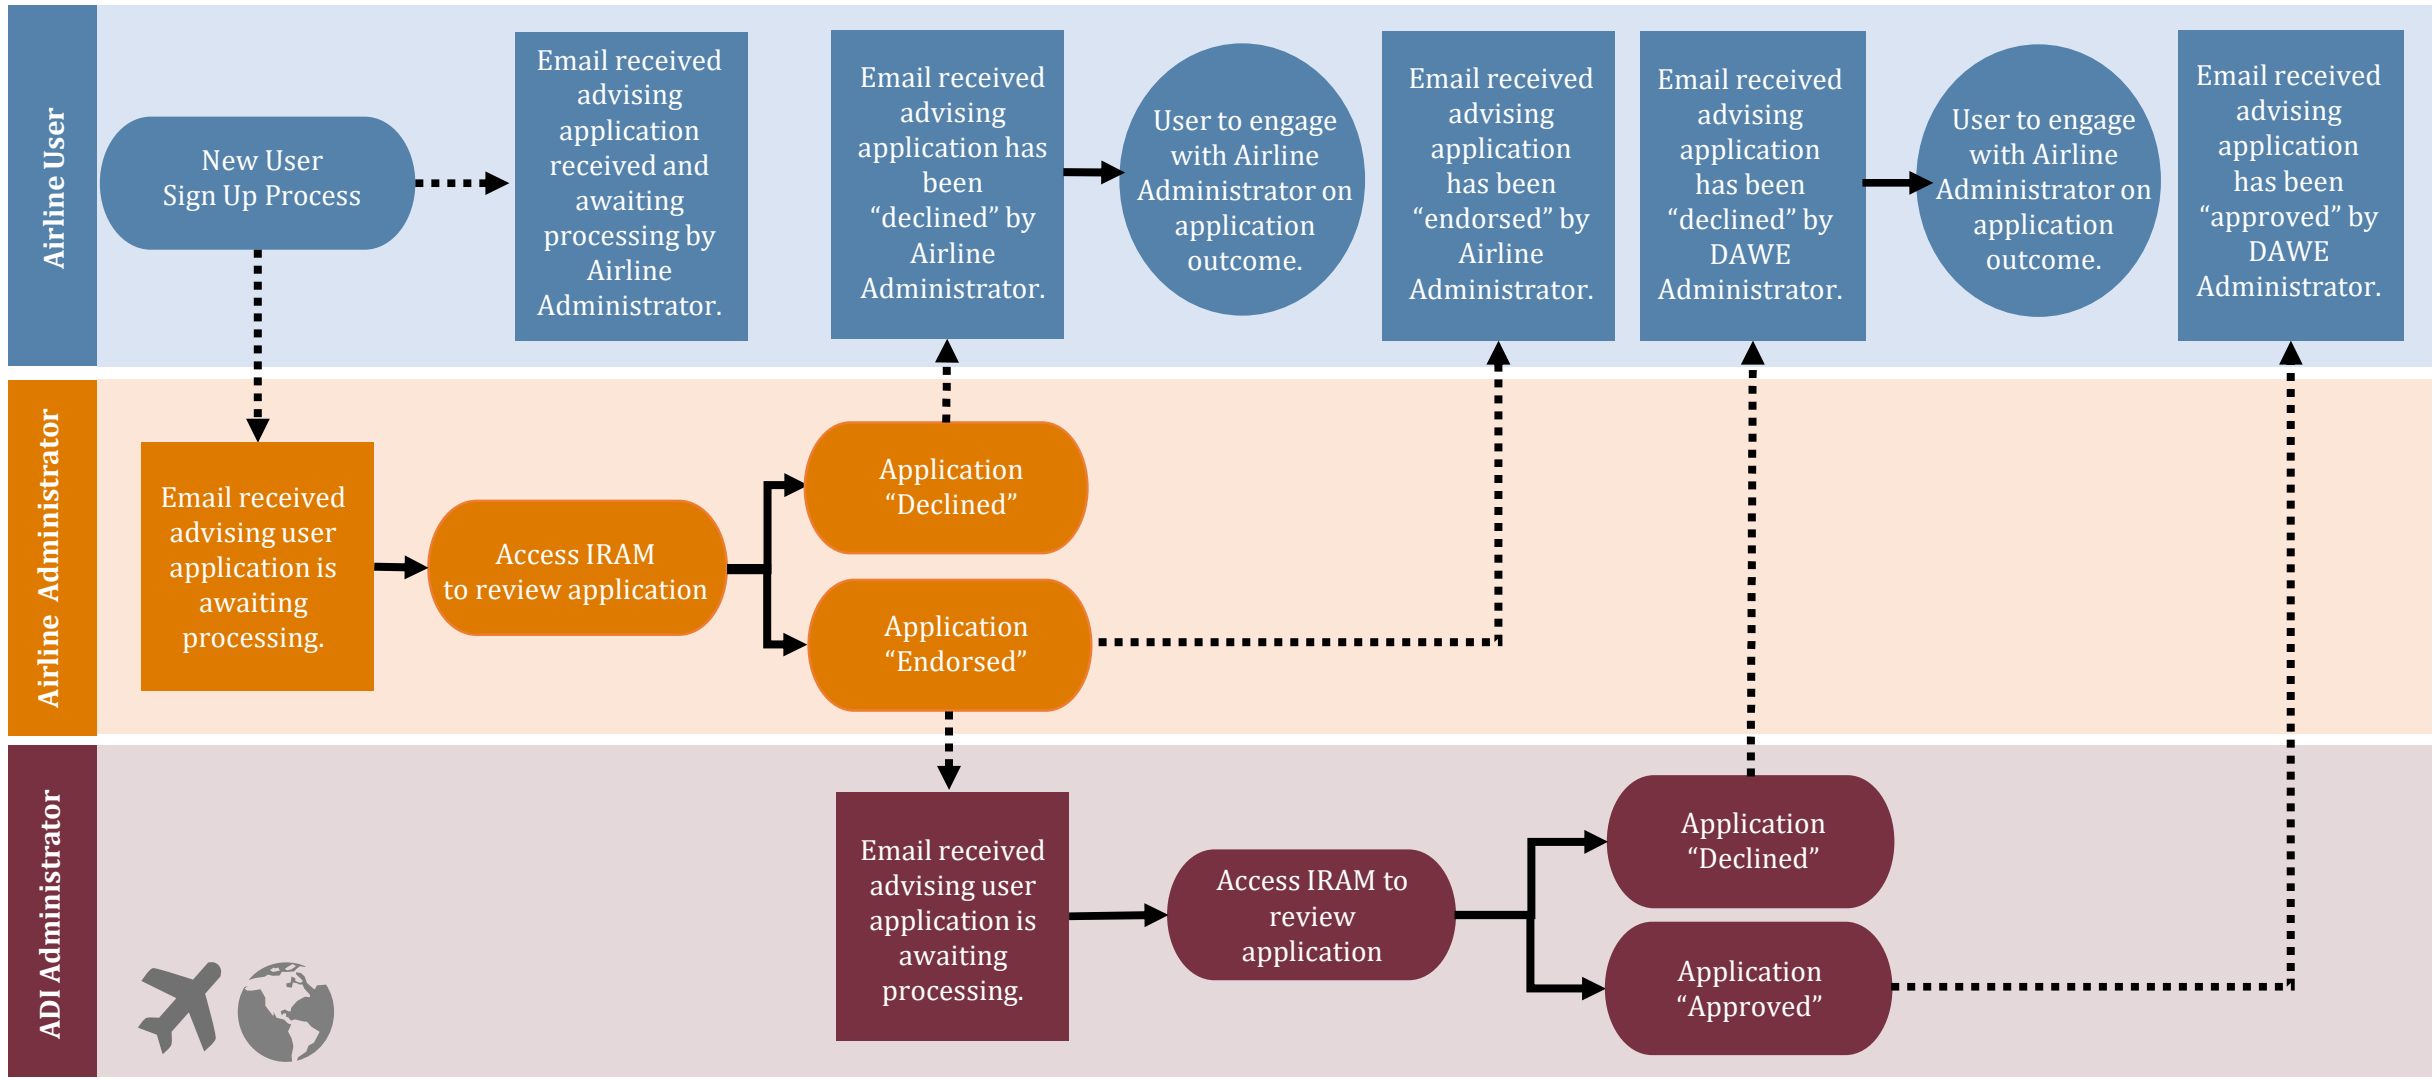 Airline User
New User
Sign Up Process
Email received
advising
application
received and
awaiting
processing by
Airline
Administrator.
Email received
advising
application has
been
“declined” by
Airline
Administrator.
User to engage
with Airline
Administrator on
application
outcome.
Email received
advising
application
has been
“endorsed” by
Airline
Administrator.
Email received
advising
application
has been
“declined” by
DAWE
Administrator.
User to engage
with Airline
Administrator on
application
outcome.
Email received
advising
application
has been
“approved” by
DAWE
Administrator.
Airline Administrator
Email received
advising user
application is
awaiting
processing.
Access IRAM
to review application
Application
“Declined”
Application
“Endorsed”
ADI Administrator
Email received
advising user
application is
awaiting
processing.
Access IRAM to
review
application
Application
“Declined”
Application
“Approved”